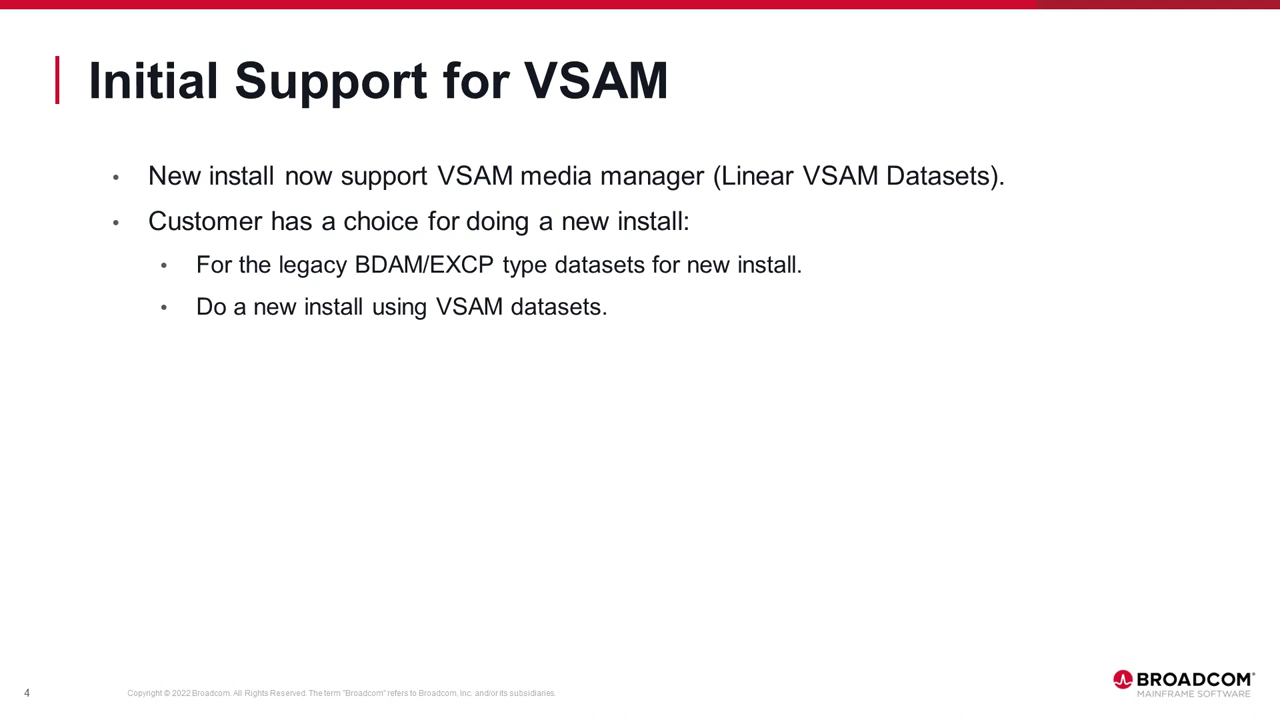 Initial Support for VSAM
• New install now support VSAM media manager (Linear VSAM Datasets).
• Customer has a choice for doing a new install:
• For the legacy BDAM/EXCP type datasets for new install.
• Do a new install using VSAM datasets.
4
Copyright © 2022 Broadcom. All Rights Reserved. The term “Broadcom” refers to Broadcom, Inc. and/or its subsidiaries.
BROADCOM®
MAINFRAME SOFTWARE